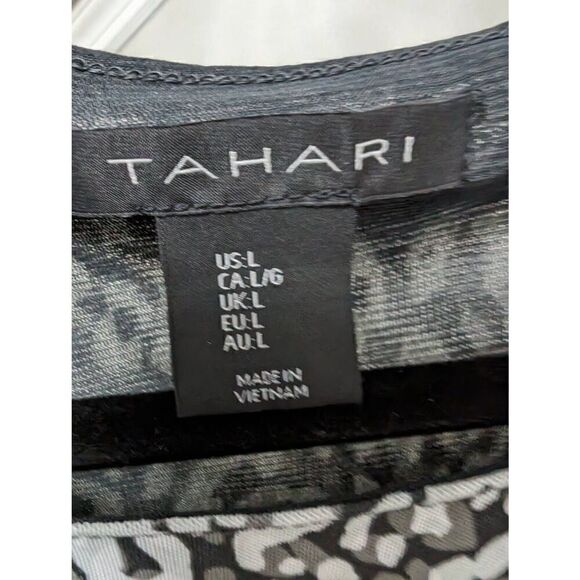 TAHARI
US:L
CA:L/G
UK:L
EU:L
AU:L
MADE IN
VIETNAM